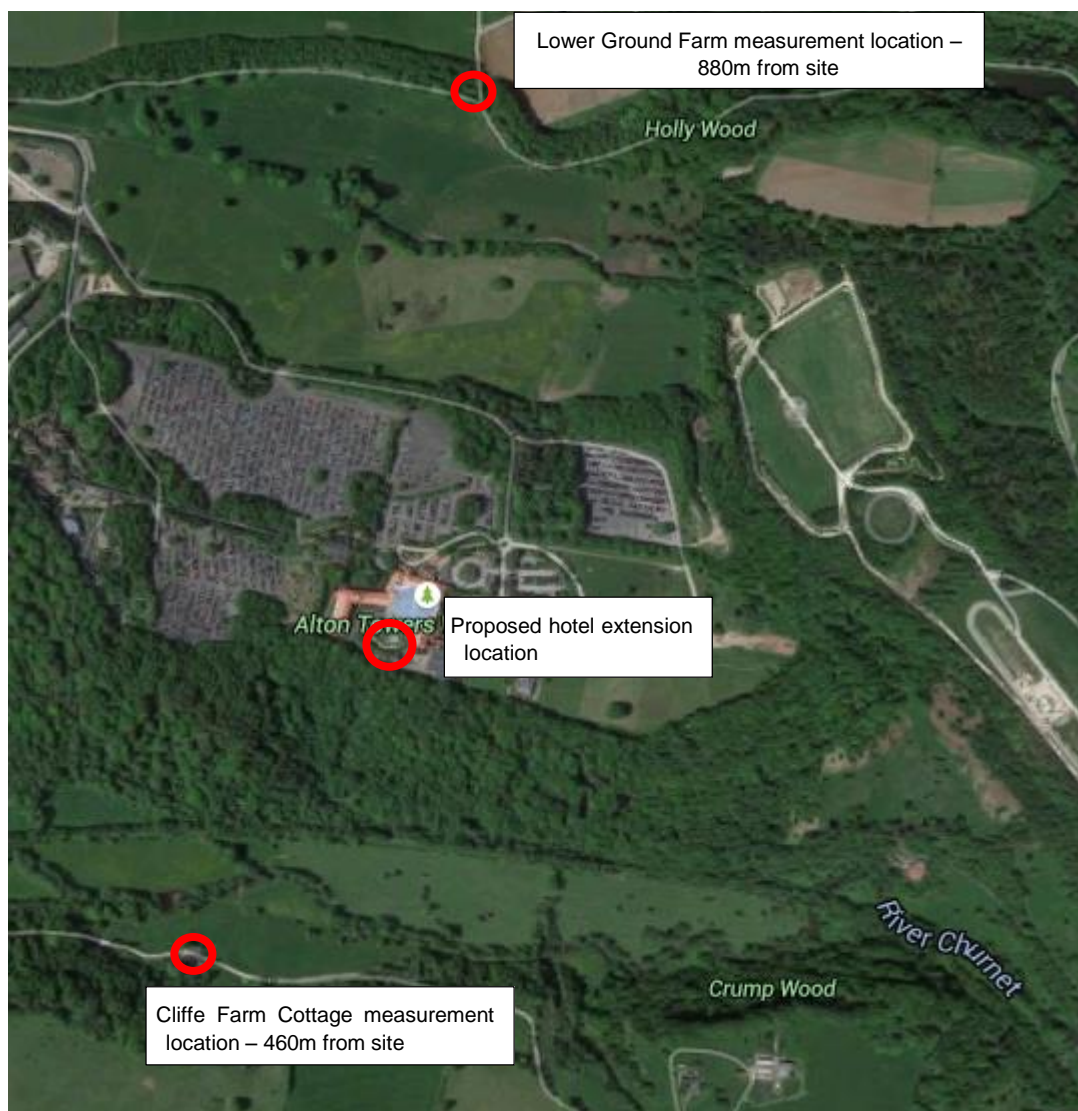 Lower Ground Farm measurement location –
880m from site
Holly Wood
Alton Towers
Proposed hotel extension
location
River Churnet
Crump Wood
Cliffe Farm Cottage measurement
location – 460m from site